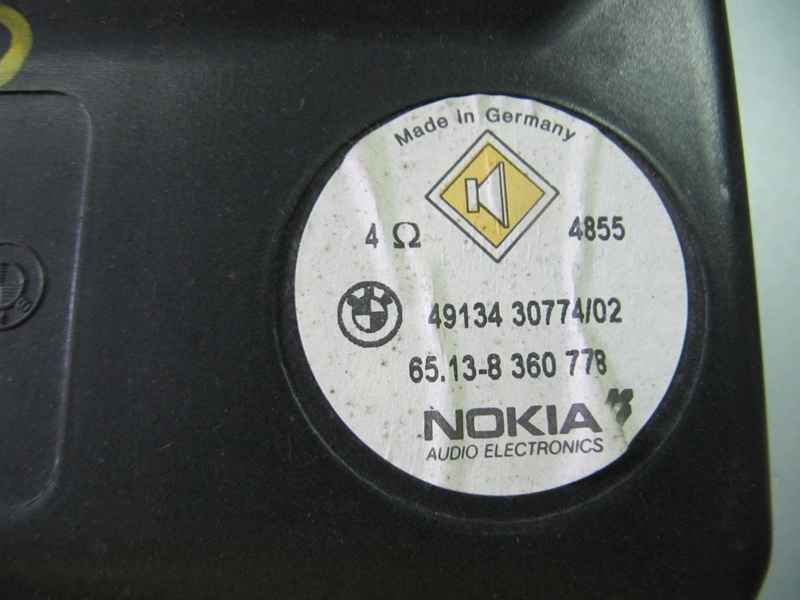 Made in Germany
4 Ω 4855
49134 30774/02
65.13-8 360 778
NOKIA
AUDIO ELECTRONICS